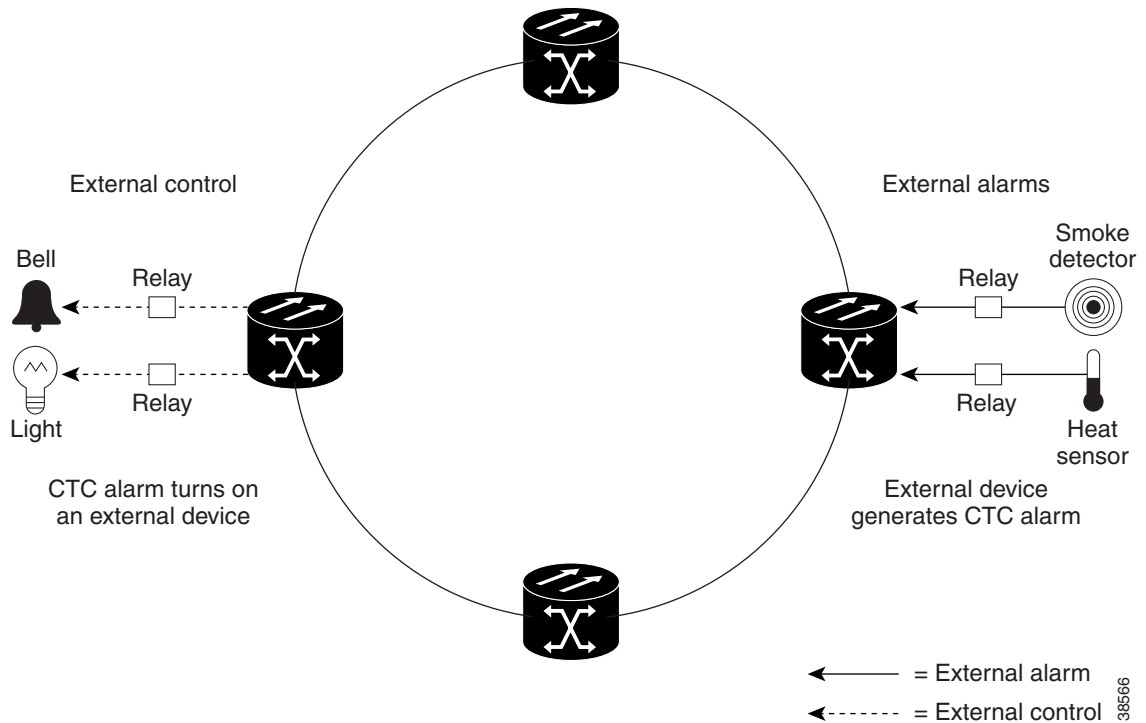 External control
External alarms
Bell
Relay
Relay
Light
Relay
Relay
Smoke
detector
Heat
sensor
CTC alarm turns on
an external device
External device
generates CTC alarm
= External alarm
= External control
38566